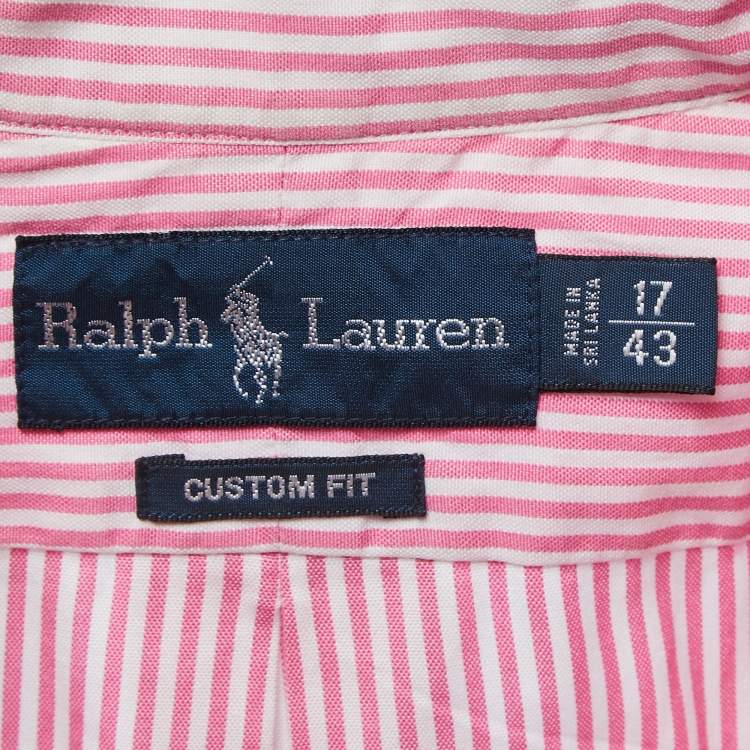 Ralph Lauren
MADE IN
SRI LANKA
17
43
CUSTOM FIT